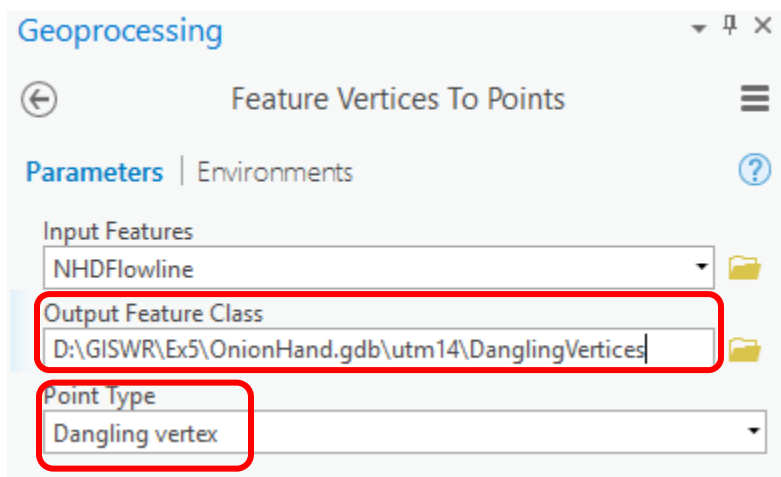 Geoprocessing
Feature Vertices To Points
Parameters | Environments
Input Features
NHDFlowline
Output Feature Class
D:\GISWR\Ex5\OnionHand.gdb\utm14\DanglingVertices
Point Type
Dangling vertex